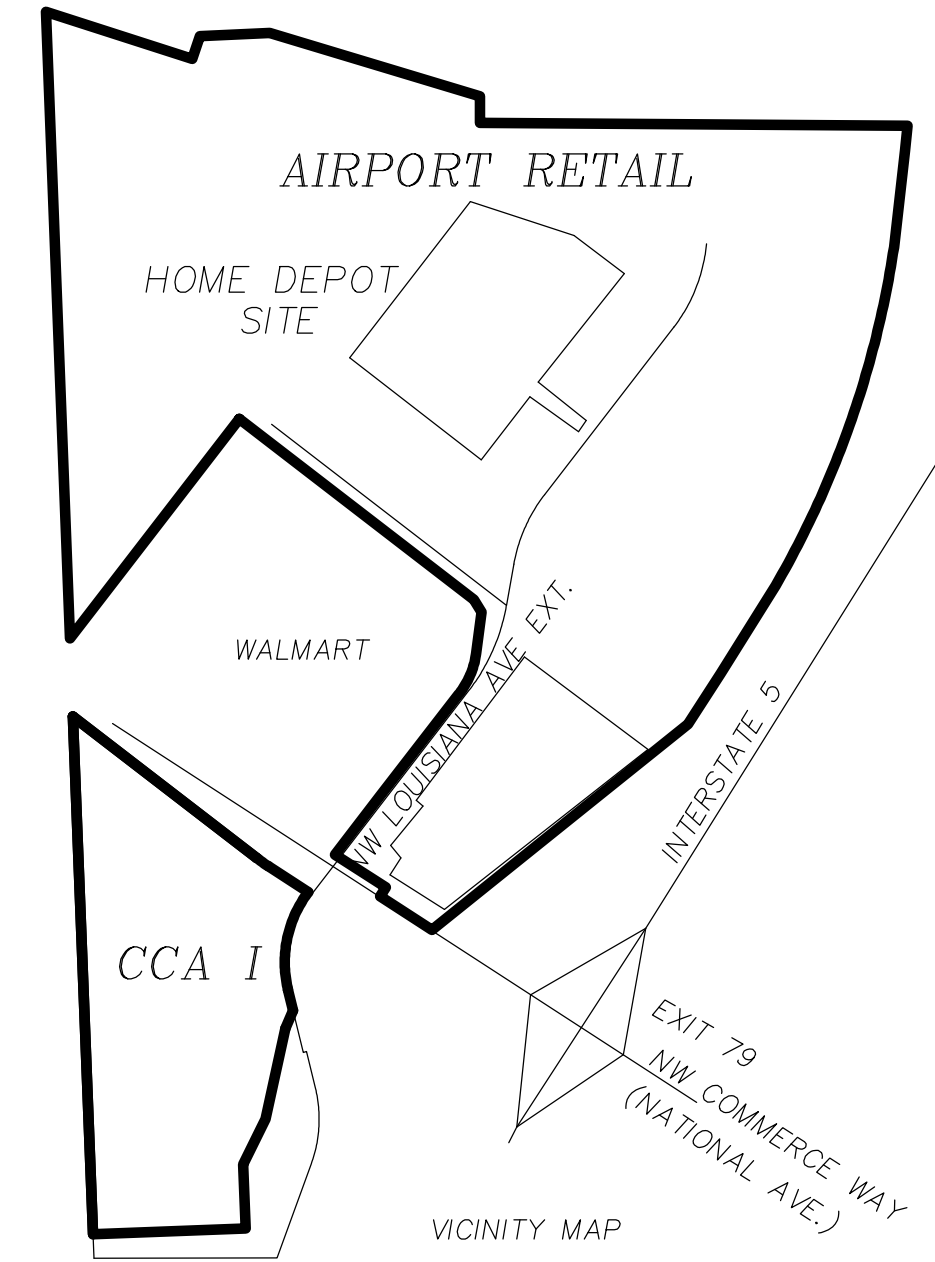 AIRPORT RETAIL
HOME DEPOT
SITE
WALMART
NW LOUISIANA AVE EXT.
INTERSTATE 5
CCA I
EXIT 79
NW COMMERCE WAY
(NATIONAL AVE.)
VICINITY MAP